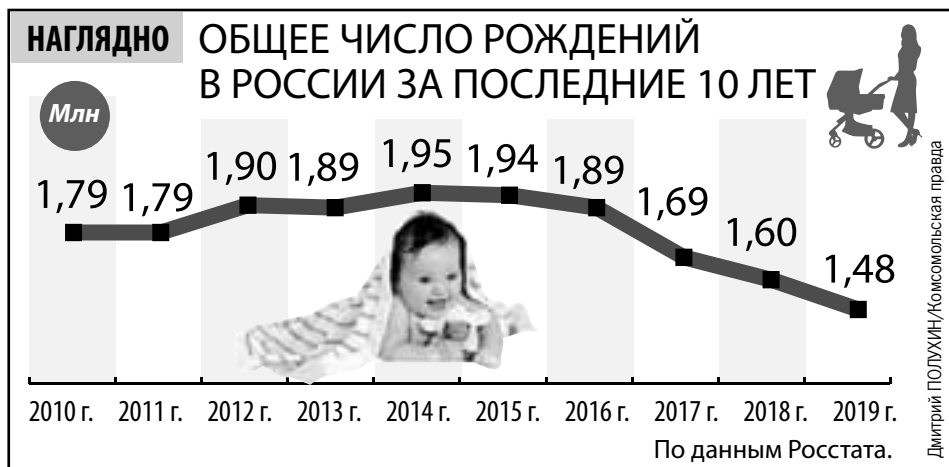 НАГЛЯДНО
ОБЩЕЕ ЧИСЛО РОЖДЕНИЙ
В РОССИИ ЗА ПОСЛЕДНИЕ 10 ЛЕТ
Млн
1,79
1,79
1,90
1,89
1,95
1,94
1,89
1,69
1,60
1,48
2010 г. 2011 г. 2012 г. 2013 г. 2014 г. 2015 г. 2016 г. 2017 г. 2018 г. 2019 г.
По данным Росстата.
Дмитрий ПОЛУХИН/Комсомольская правда